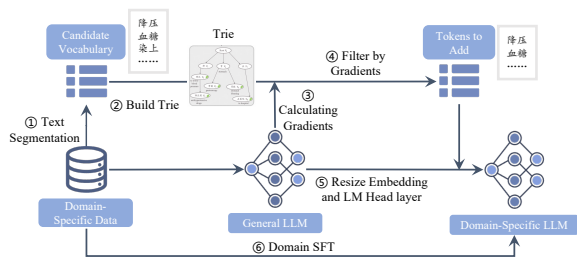 Candidate
Vocabulary
降压
血糖
染上
……
Trie
④ Filter by
Gradients
Tokens to
Add
降压
血糖
……
② Build Trie
③
Calculating
Gradients
① Text
Segmentation
⑤ Resize Embedding
and LM Head layer
Domain-
Specific Data
General LLM
Domain-Specific LLM
⑥ Domain SFT